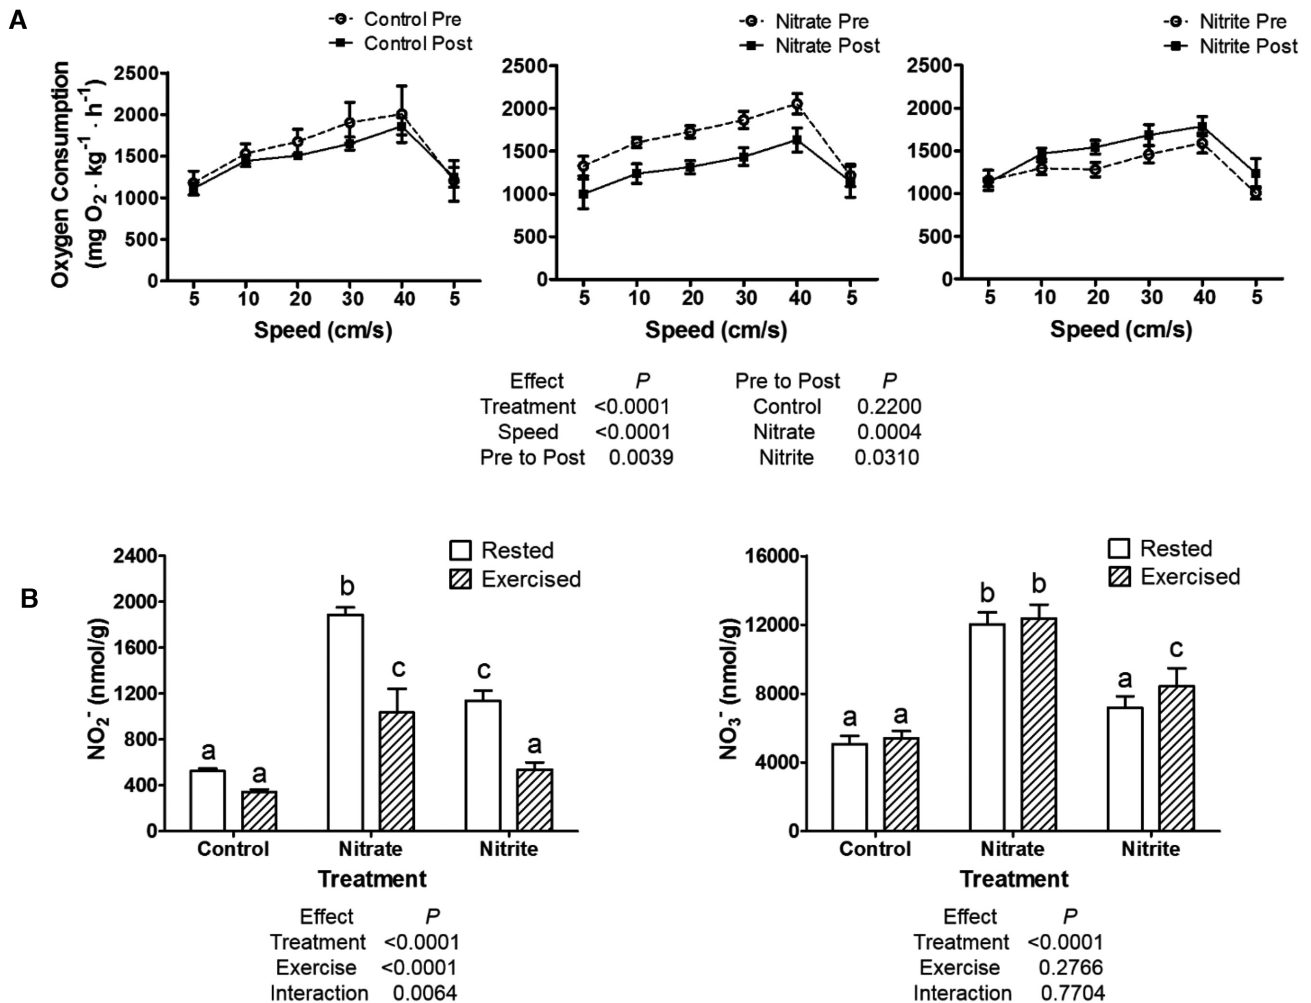 A
Control Pre
Control Post
Nitrate Pre
Nitrate Post
Nitrite Pre
Nitrite Post
Oxygen Consumption
(mg O2 · kg-1 · h-1)
2500
2000
1500
1000
500
0
5 10 20 30 40 5
Speed (cm/s)
2500
2000
1500
1000
500
0
5 10 20 30 40 5
Speed (cm/s)
2500
2000
1500
1000
500
0
5 10 20 30 40 5
Speed (cm/s)
Effect P
Treatment <0.0001
Speed <0.0001
Pre to Post 0.0039
Pre to Post P
Control 0.2200
Nitrate 0.0004
Nitrite 0.0310
B
Rested
Exercised
NO2- (nmol/g)
2400
2000
1600
1200
800
400
0
a a b c c a
Control Nitrate Nitrite
Treatment
Effect P
Treatment <0.0001
Exercise <0.0001
Interaction 0.0064
Rested
Exercised
NO3- (nmol/g)
16000
12000
8000
4000
0
a a b b a c
Control Nitrate Nitrite
Treatment
Effect P
Treatment <0.0001
Exercise 0.2766
Interaction 0.7704